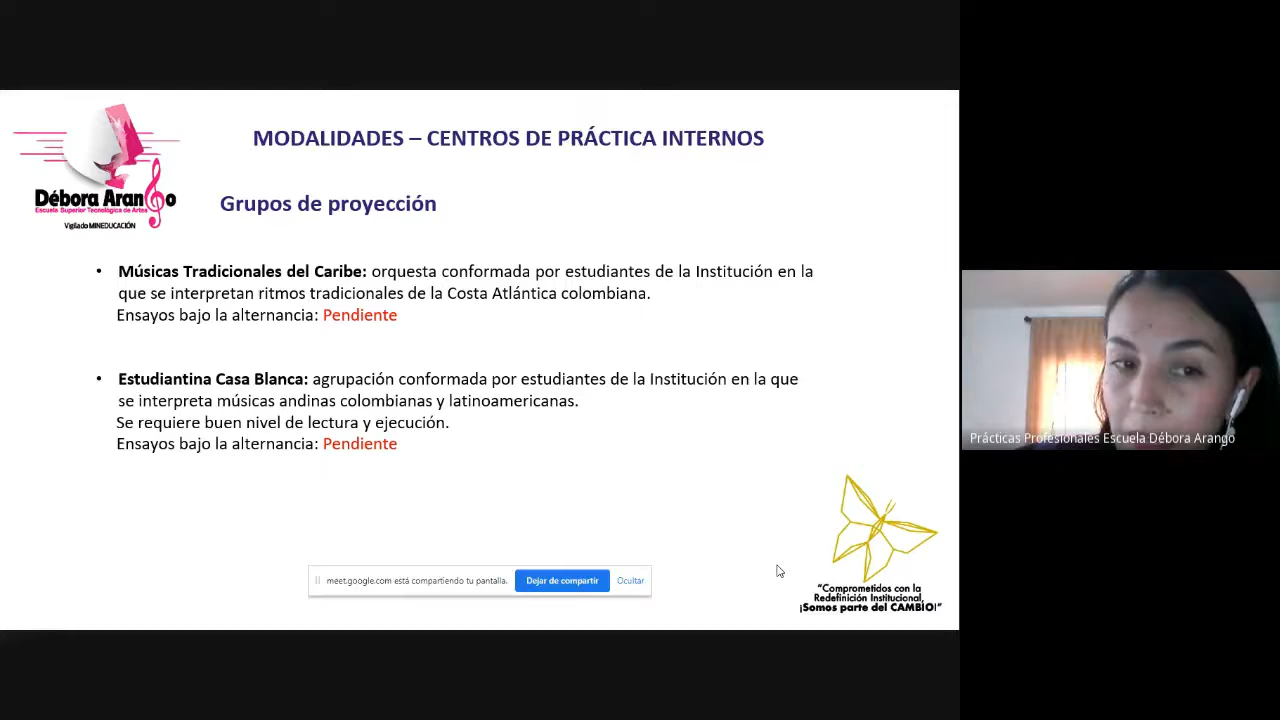 MODALIDADES – CENTROS DE PRÁCTICA INTERNOS
Débora Arango
Escuela Superior Tecnológica de Artes
Vigilado MINEDUCACIÓN
Grupos de proyección
• Músicas Tradicionales del Caribe: orquesta conformada por estudiantes de la Institución en la
que se interpretan ritmos tradicionales de la Costa Atlántica colombiana.
Ensayos bajo la alternancia: Pendiente
• Estudiantina Casa Blanca: agrupación conformada por estudiantes de la Institución en la que
se interpreta músicas andinas colombianas y latinoamericanas.
Se requiere buen nivel de lectura y ejecución.
Ensayos bajo la alternancia: Pendiente
meet.google.com está compartiendo tu pantalla. Dejar de compartir Ocultar
“Comprometidos con la
Redefinición Institucional,
¡Somos parte del CAMBIO!”
Prácticas Profesionales Escuela Débora Arango